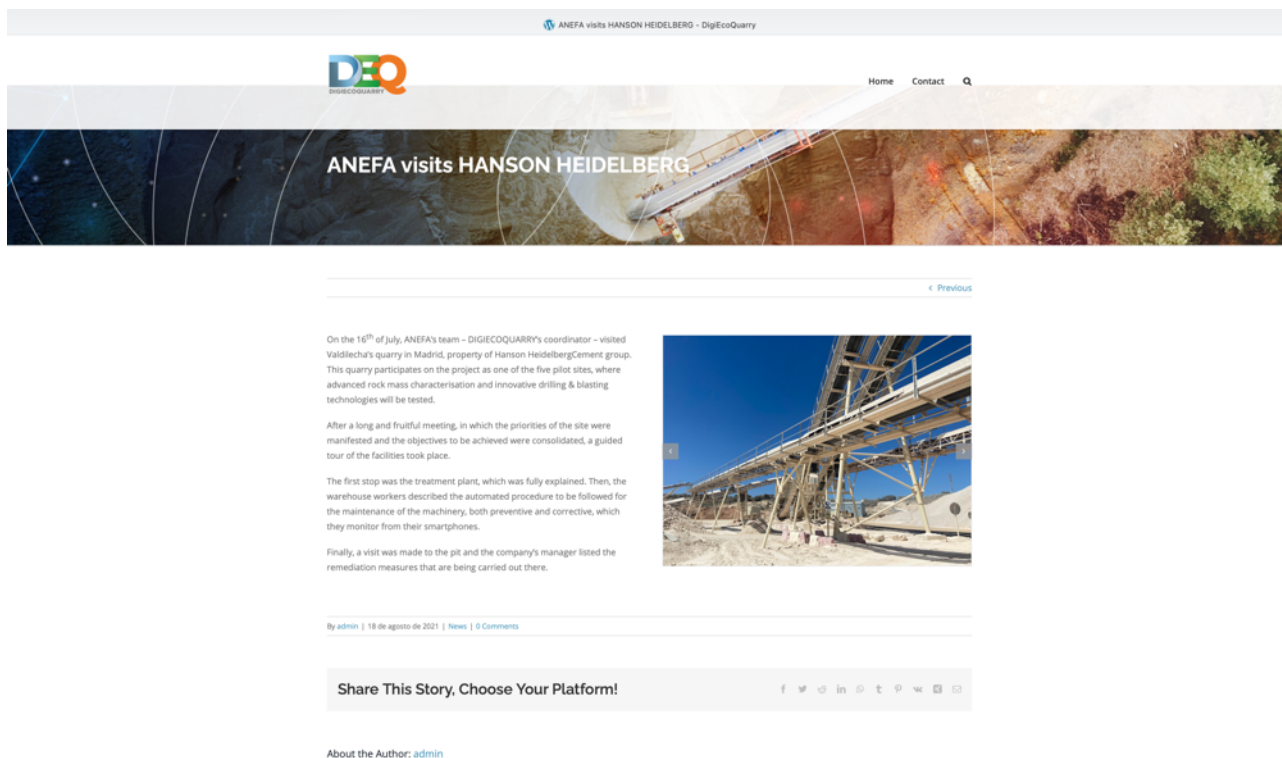 ANEFA visits HANSON HEIDELBERG - DigiEcoQuarry
DEQ
DIGIECOQUARRY
Home Contact
ANEFA visits HANSON HEIDELBERG
‹ Previous
On the 16th of July, ANEFA's team – DIGIECOQUARRY's coordinator – visited
Valdilecha's quarry in Madrid, property of Hanson HeidelbergCement group.
This quarry participates on the project as one of the five pilot sites, where
advanced rock mass characterisation and innovative drilling & blasting
technologies will be tested.
After a long and fruitful meeting, in which the priorities of the site were
manifested and the objectives to be achieved were consolidated, a guided
tour of the facilities took place.
The first stop was the treatment plant, which was fully explained. Then, the
warehouse workers described the automated procedure to be followed for
the maintenance of the machinery, both preventive and corrective, which
they monitor from their smartphones.
Finally, a visit was made to the pit and the company's manager listed the
remediation measures that are being carried out there.
By admin | 18 de agosto de 2021 | News | 0 Comments
Share This Story, Choose Your Platform!
About the Author: admin